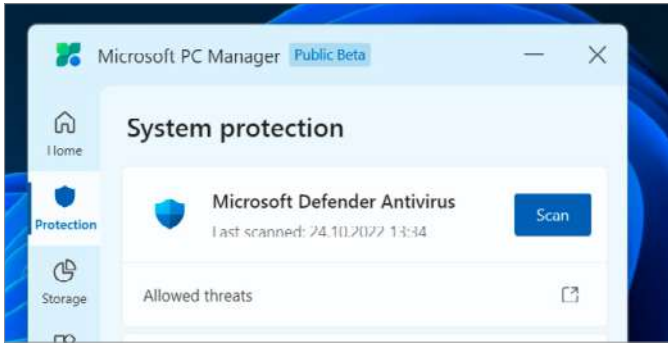 Microsoft PC Manager Public Beta
Home
System protection
Protection
Microsoft Defender Antivirus
Last scanned: 24.10.2022 13:34
Scan
Storage
Allowed threats